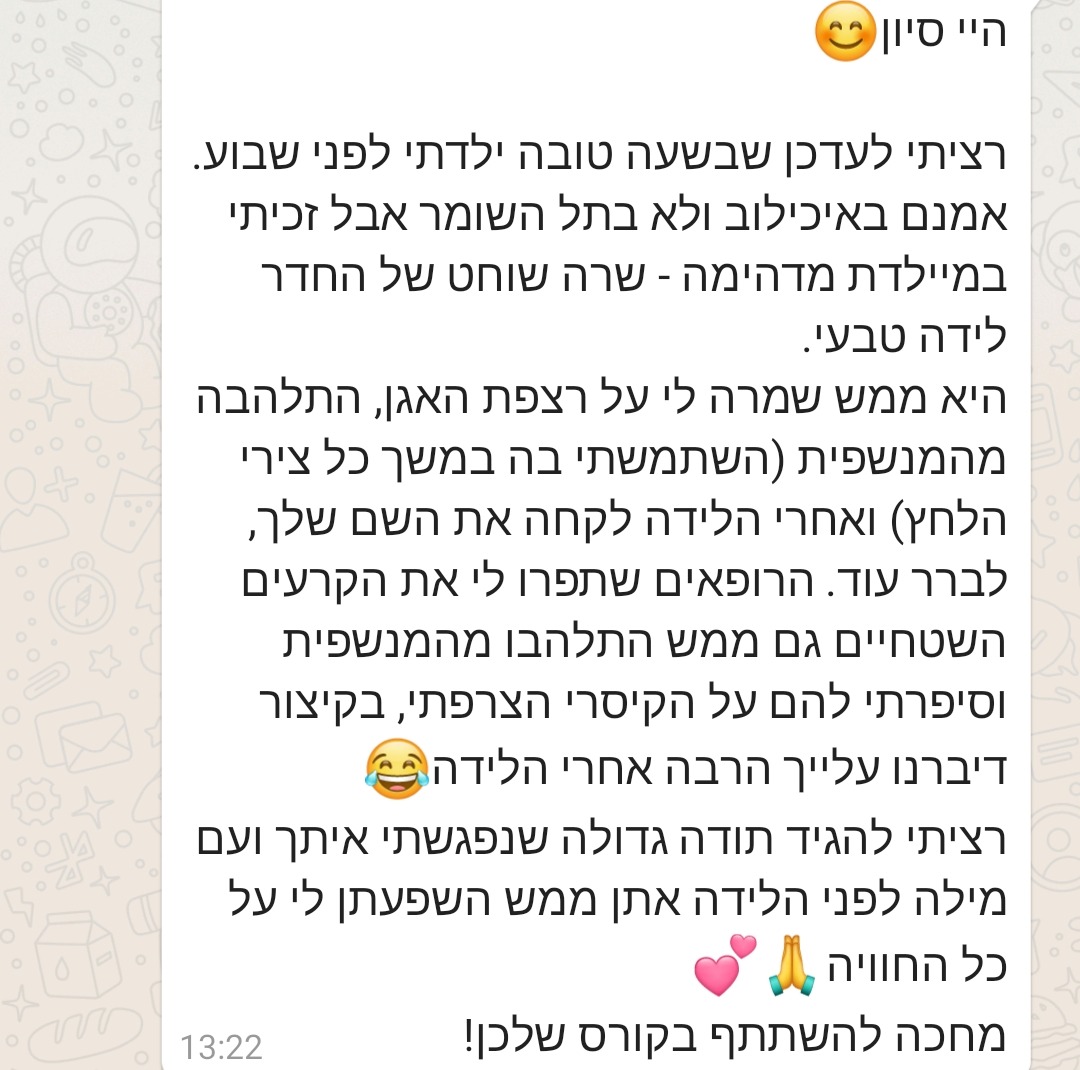 היי סיון😊
רציתי לעדכן שבשעה טובה ילדתי לפני שבוע.
אמנם באיכילוב ולא בתל השומר אבל זכיתי
במיילדת מדהימה - שרה שוחט של החדר
לידה טבעי.
היא ממש שמרה לי על רצפת האגן, התלהבה
מהמנשפית (השתמשתי בה במשך כל צירי
הלחץ) ואחרי הלידה לקחה את השם שלך,
לברר עוד. הרופאים שתפרו לי את הקרעים
השטחיים גם ממש התלהבו מהמנשפית
וסיפרתי להם על הקיסרי הצרפתי, בקיצור
דיברנו עלייך הרבה אחרי הלידה😂
רציתי להגיד תודה גדולה שנפגשתי איתך ועם
מילה לפני הלידה אתן ממש השפעתן לי על
כל החוויה🙏💕
מחכה להשתתף בקורס שלכן!
13:22